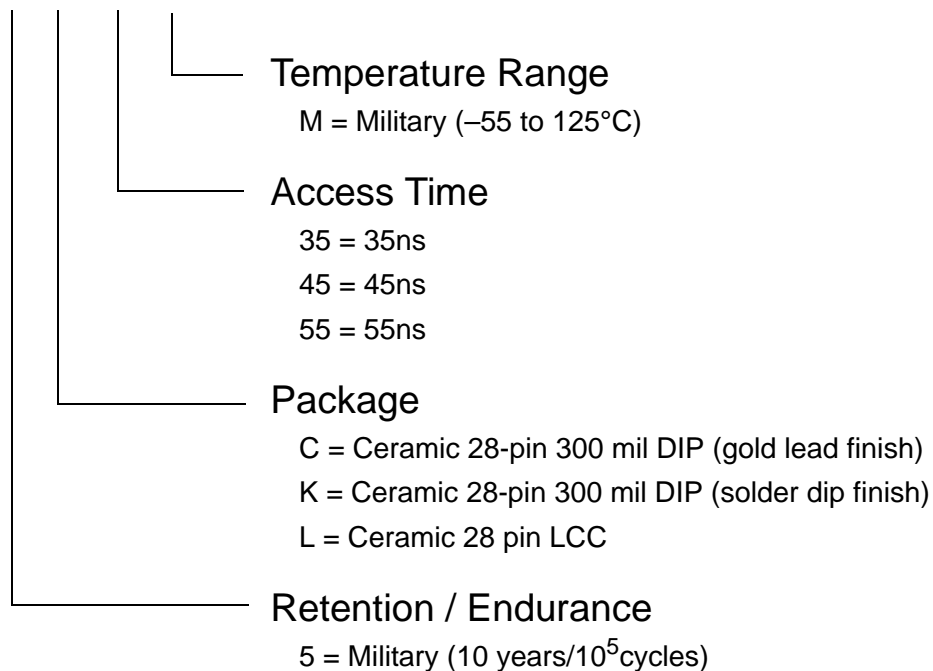 Temperature Range
M = Military (–55 to 125°C)
Access Time
35 = 35ns
45 = 45ns
55 = 55ns
Package
C = Ceramic 28-pin 300 mil DIP (gold lead finish)
K = Ceramic 28-pin 300 mil DIP (solder dip finish)
L = Ceramic 28 pin LCC
Retention / Endurance
5 = Military (10 years/10⁵cycles)